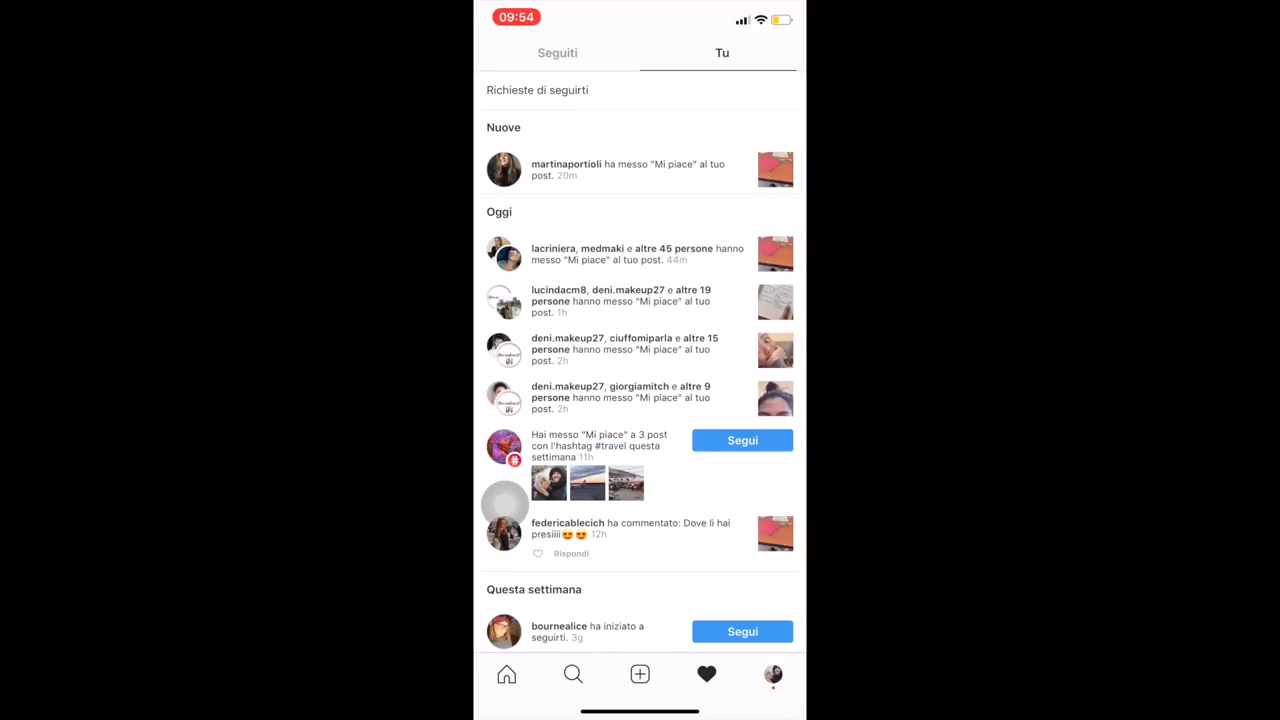 09:54
Seguiti
Tu
Richieste di seguirti
Nuove
martinaportioli ha messo "Mi piace" al tuo
post. 20m
Oggi
lacriniera, medmaki e altre 45 persone hanno
messo "Mi piace" al tuo post. 44m
lucindacm8, deni.makeup27 e altre 19
persone hanno messo "Mi piace" al tuo
post. 1h
deni.makeup27, ciuffomiparla e altre 15
persone hanno messo "Mi piace" al tuo
post. 2h
deni.makeup27, giorgiamitch e altre 9
persone hanno messo "Mi piace" al tuo
post. 2h
Hai messo "Mi piace" a 3 post
con l'hashtag #travel questa
settimana 11h
Segui
federicablecich ha commentato: Dove li hai
presiiii😍😍 12h
Rispondi
Questa settimana
bournealice ha iniziato a
seguirti. 3g
Segui